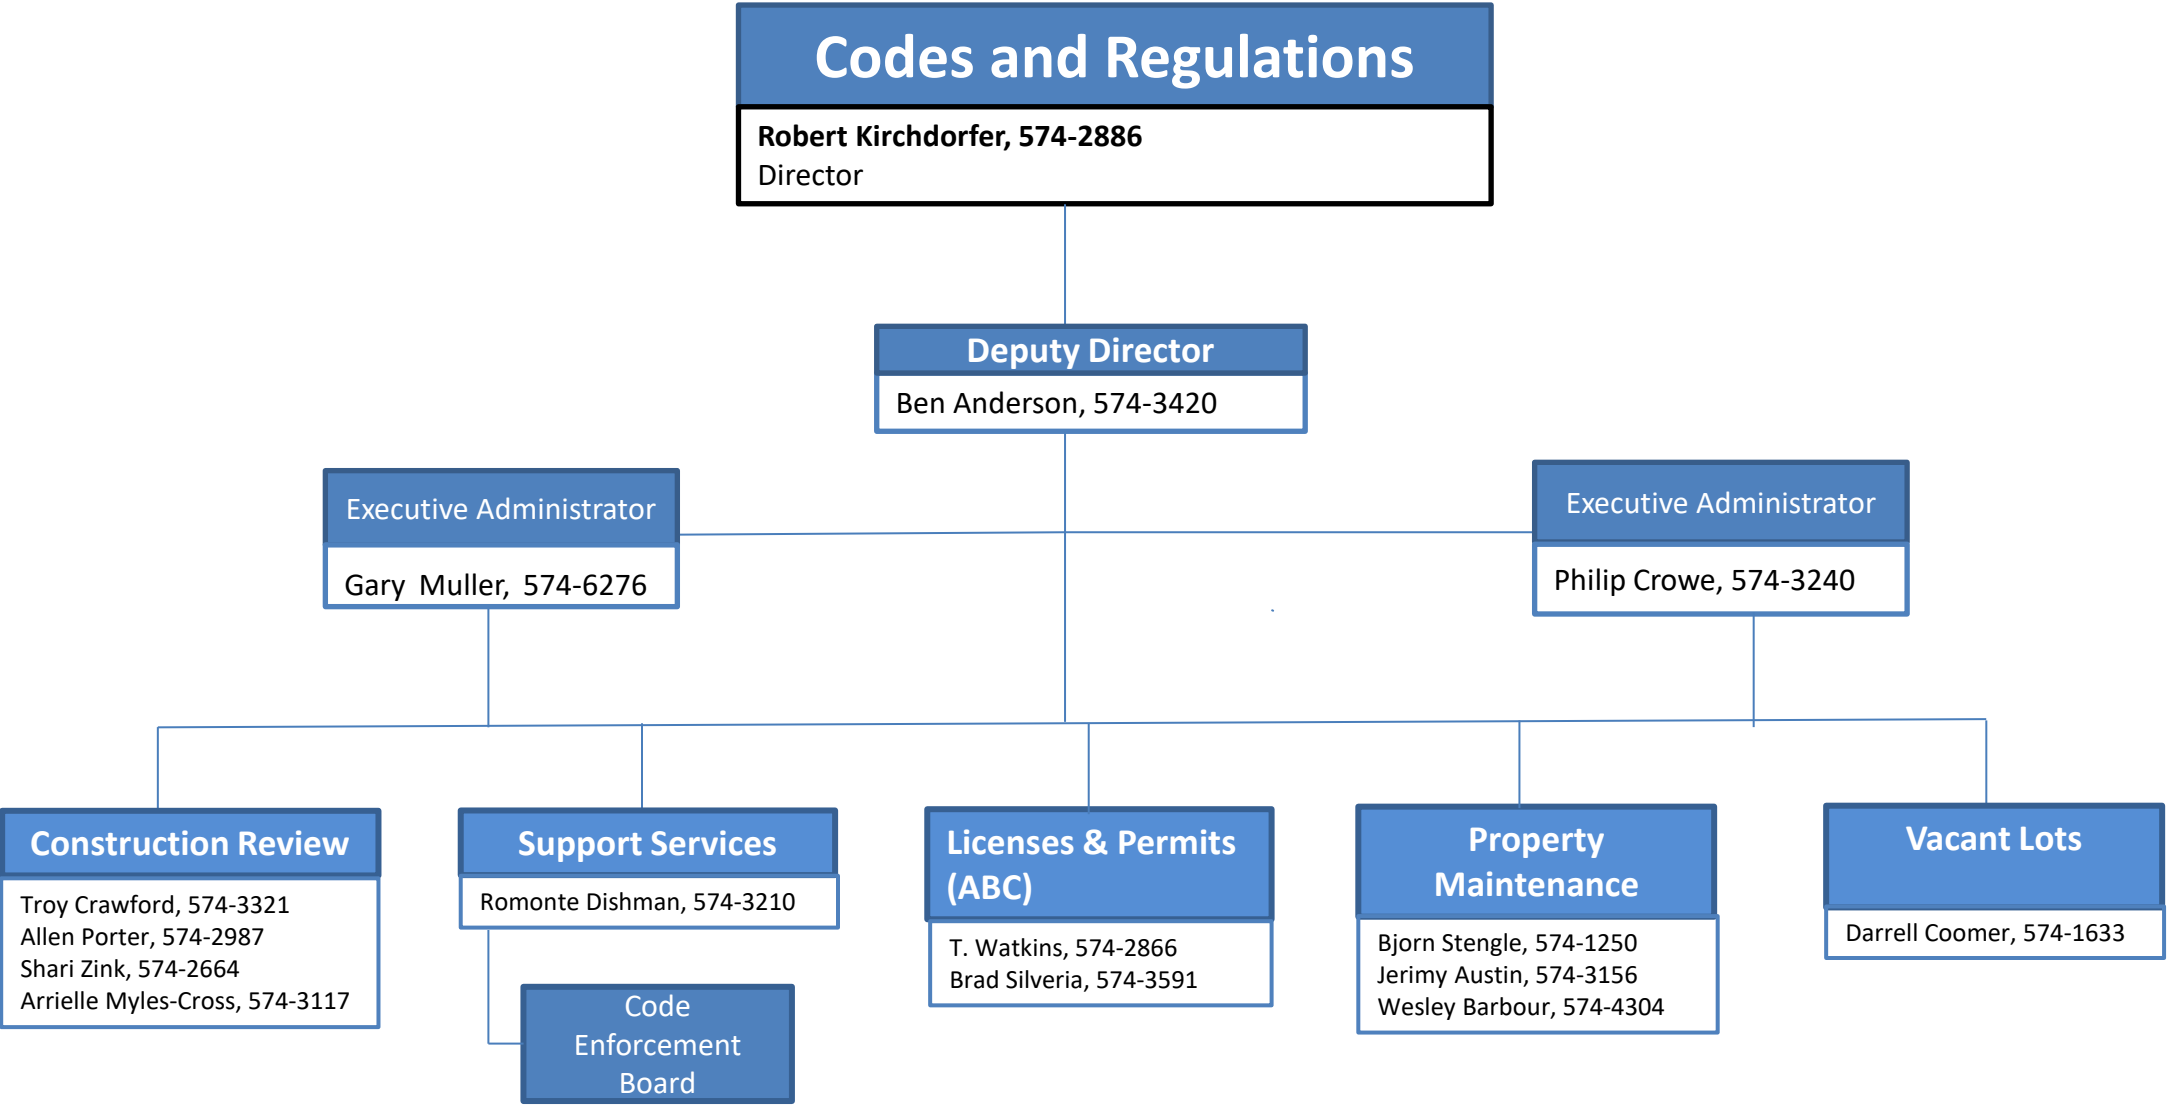 Codes and Regulations
Robert Kirchdorfer, 574-2886
Director
Deputy Director
Ben Anderson, 574-3420
Executive Administrator
Gary  Muller,  574-6276
Executive Administrator
Philip Crowe, 574-3240
Construction Review
Troy Crawford, 574-3321
Allen Porter, 574-2987
Shari Zink, 574-2664
Arrielle Myles-Cross, 574-3117
Support Services
Romonte Dishman, 574-3210
Code
Enforcement
Board
Licenses & Permits
(ABC)
T. Watkins, 574-2866
Brad Silveria, 574-3591
Property
Maintenance
Bjorn Stengle, 574-1250
Jerimy Austin, 574-3156
Wesley Barbour, 574-4304
Vacant Lots
Darrell Coomer, 574-1633